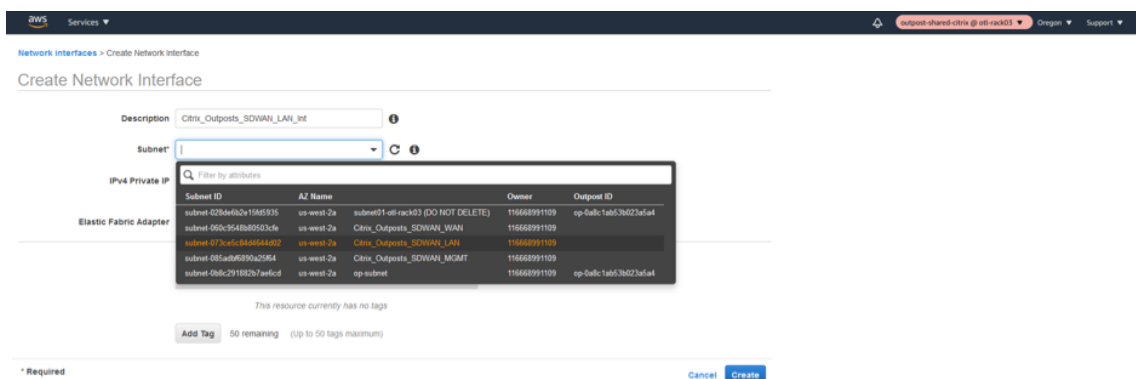 aws Services ▼ outpost-shared-citrix @ otl-rack03 ▼ Oregon ▼ Support ▼
Network Interfaces > Create Network Interface
Create Network Interface
Description Citrix_Outposts_SDWAN_LAN_Int
Subnet*
IPv4 Private IP Filter by attributes
Subnet ID AZ Name Owner Outpost ID
subnet-028de6b2e15fd5935 us-west-2a subnet01-otl-rack03 (DO NOT DELETE) 116668991109 op-0a8c1ab53b023a5a4
Elastic Fabric Adapter
subnet-060c9548b80503cfe us-west-2a Citrix_Outposts_SDWAN_WAN 116668991109
subnet-073ce5c84d4644d02 us-west-2a Citrix_Outposts_SDWAN_LAN 116668991109
subnet-085adbf6890a25f64 us-west-2a Citrix_Outposts_SDWAN_MGMT 116668991109
subnet-0b8c291882b7ae6cd us-west-2a op-subnet 116668991109 op-0a8c1ab53b023a5a4
This resource currently has no tags
Add Tag 50 remaining (Up to 50 tags maximum)
* Required Cancel Create